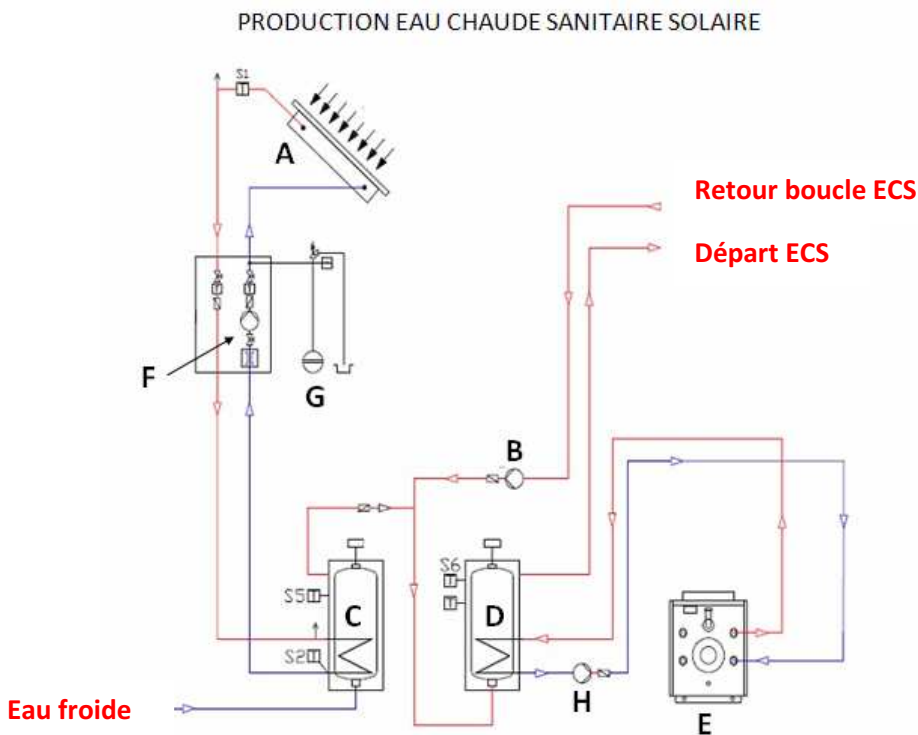 PRODUCTION EAU CHAUDE SANITAIRE SOLAIRE
S1
A
Retour boucle ECS
Départ ECS
F
G
B
S6
S5
C
D
S2
H
Eau froide
E